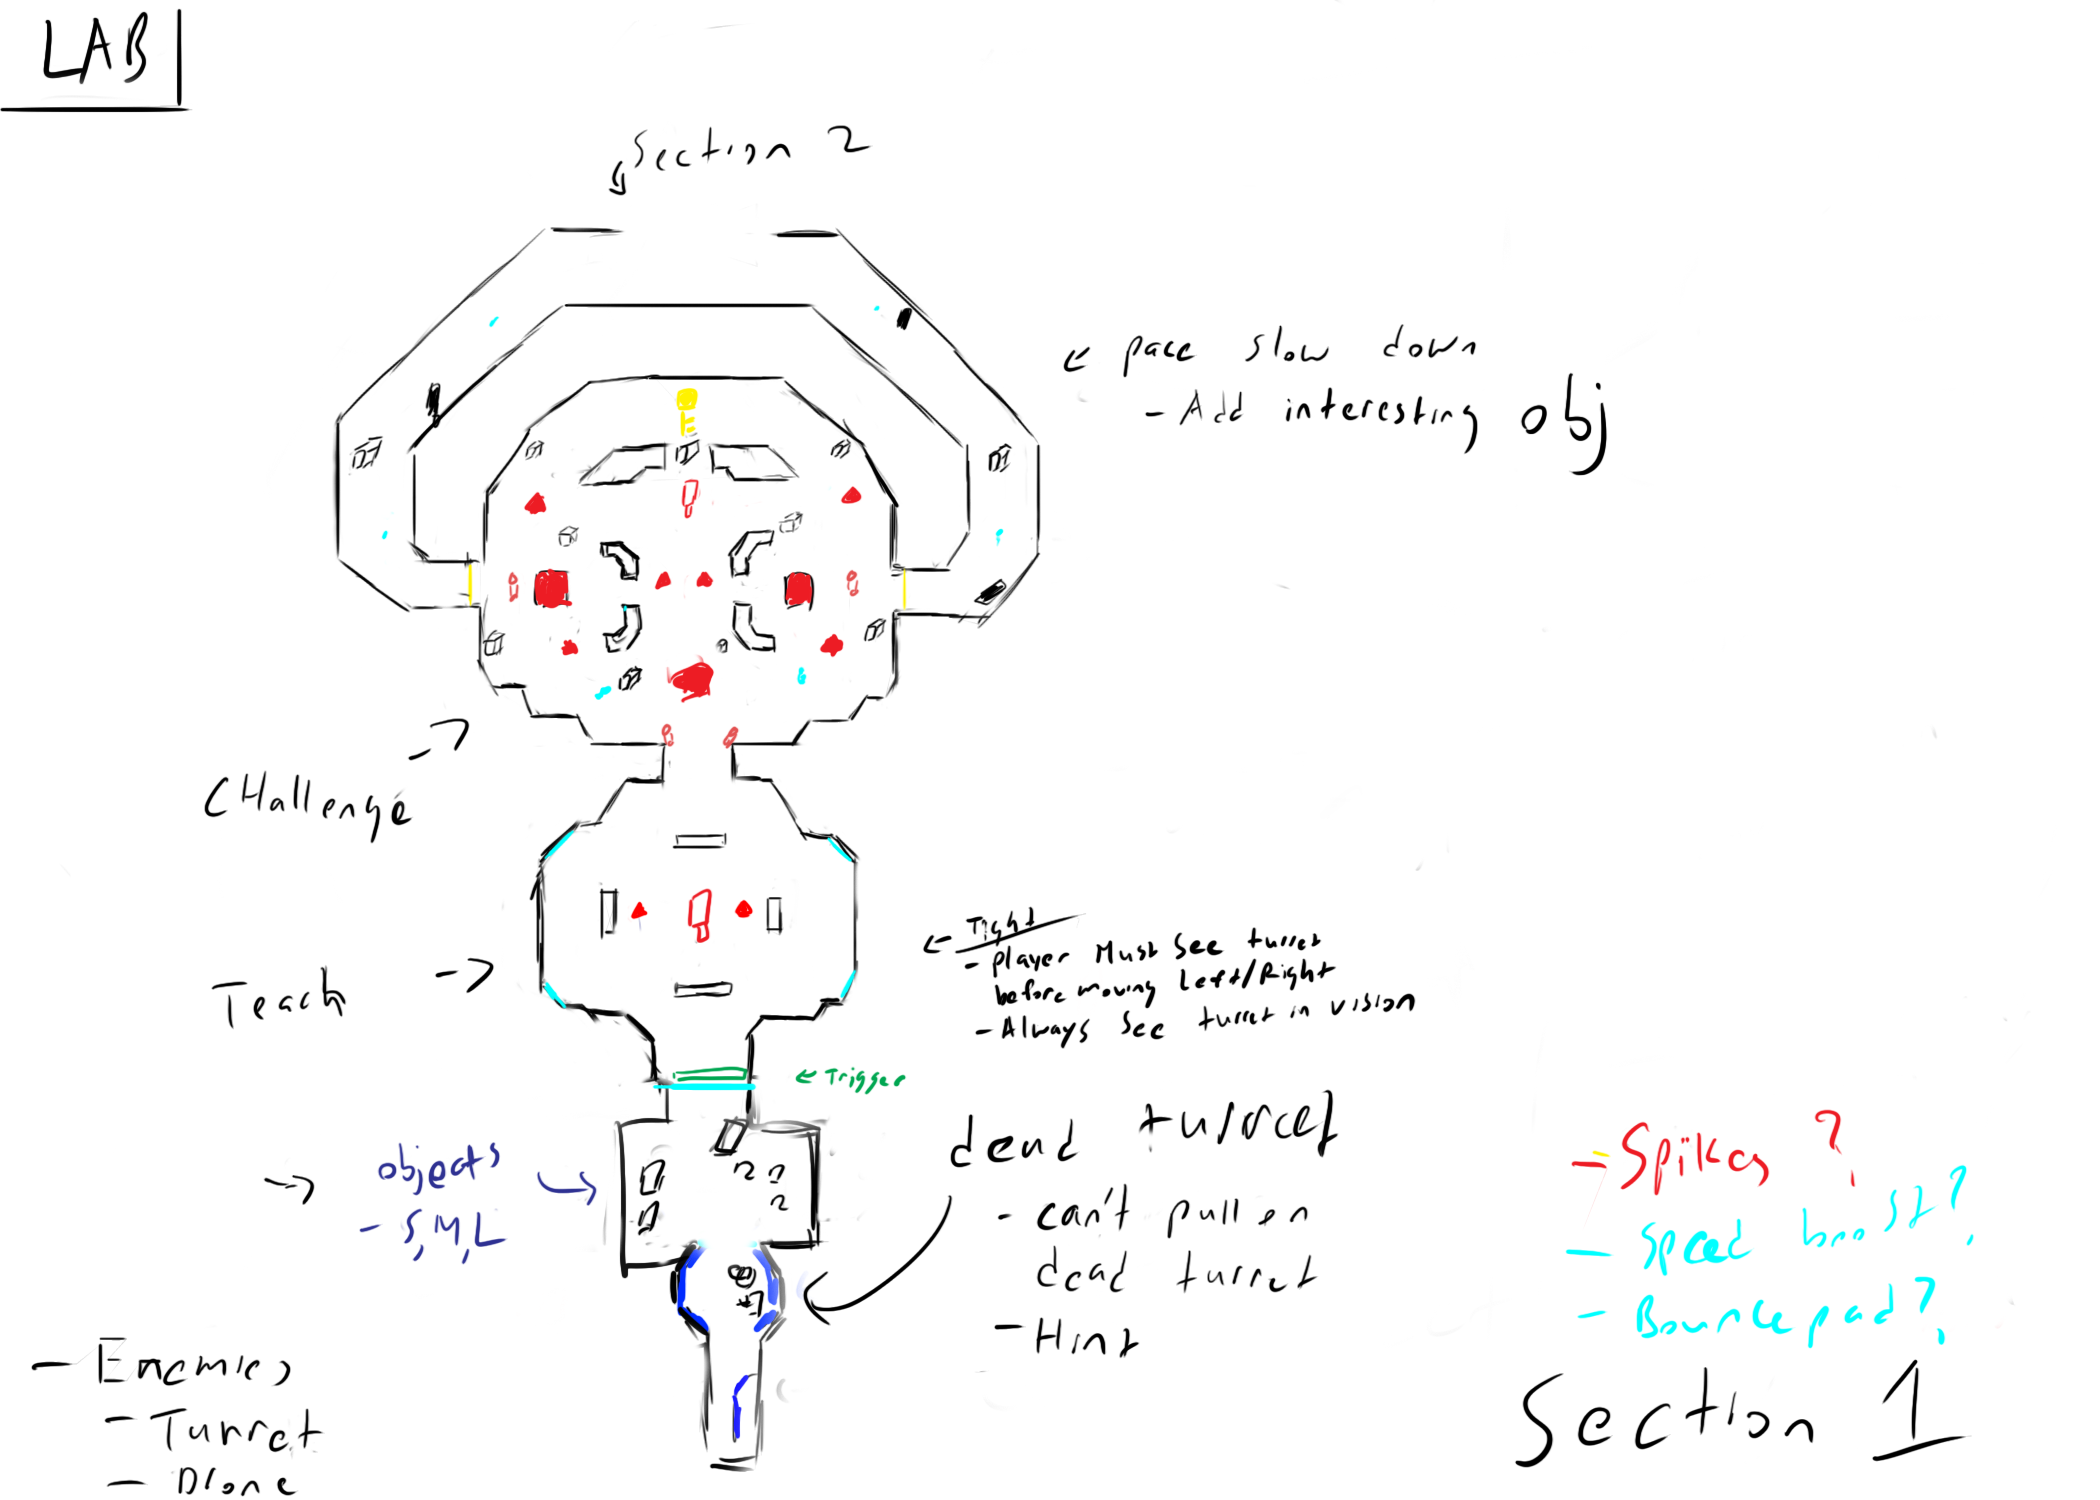 LAB
Section 2
pace slow down
- Add interesting obj
CHallenge
Tight
- player Must see turret
before moving Left/Right
- Always see turret in vision
Teach
Trigger
objects
- S, M, L
dead turret
- can't pull on
dead turret
- Hint
- Spikes?
- Speed boost?
- Bouncepad?
- Enemies
- Turret
- Drone
Section 1